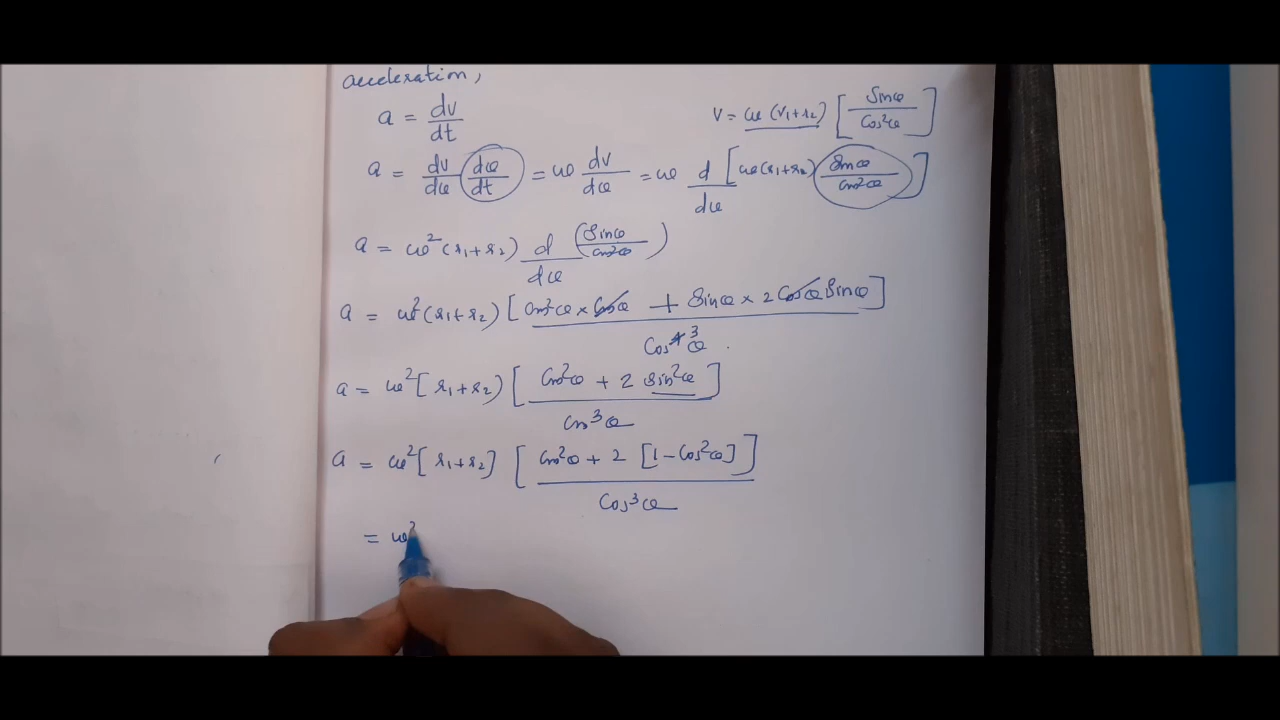 acceleration,
a = dv/dt
V = ω (r₁+r₂) [Sinθ/Cos²θ]
a = dv/dθ dθ/dt = ω dv/dθ = ω d/dθ [ω(r₁+r₂) Sinθ/Cos²θ]
a = ω²(r₁+r₂) d/dθ (Sinθ/Cos²θ)
a = ω²(r₁+r₂) [Cos²θ × Cosθ + Sinθ × 2 Cosθ Sinθ]/Cos⁴ ³θ
a = ω²[r₁+r₂) [Cos²θ + 2 Sin²θ]/Cos³θ
a = ω²[r₁+r₂] [Cos²θ + 2 [1-Cos²θ]]/Cos³θ
= ω²